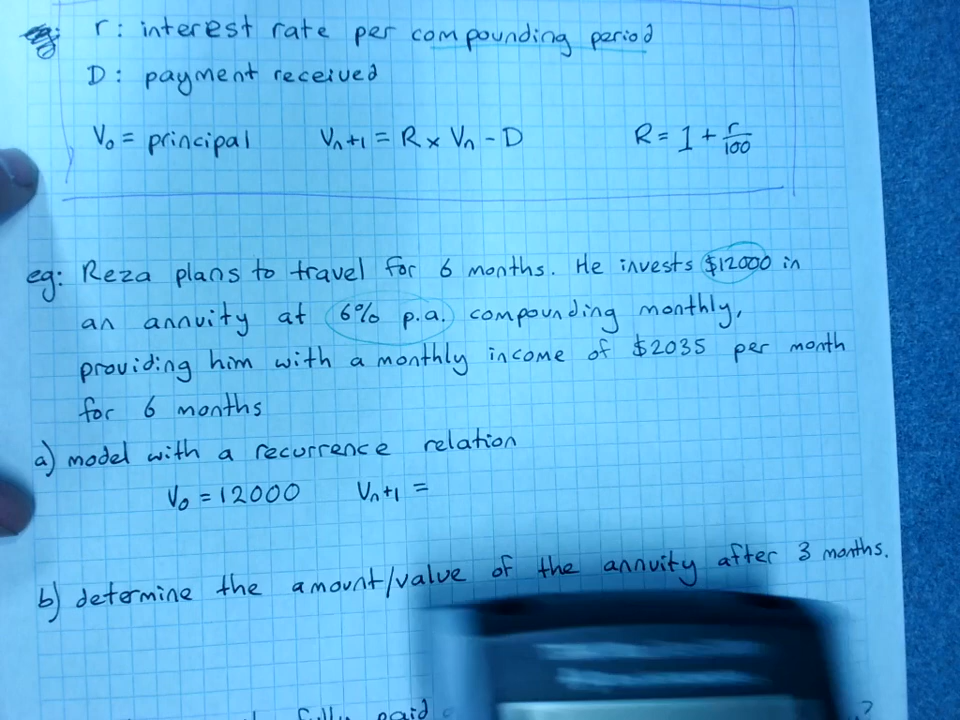 r: interest rate per compounding period
D: payment received
V₀ = principal Vₙ₊₁ = R × Vₙ - D R = 1 + r/100
eg: Reza plans to travel for 6 months. He invests $12000 in
an annuity at 6% p.a. compounding monthly,
providing him with a monthly income of $2035 per month
for 6 months
a) model with a recurrence relation
V₀ = 12000 Vₙ₊₁ =
b) determine the amount/value of the annuity after 3 months.
fully paid ?